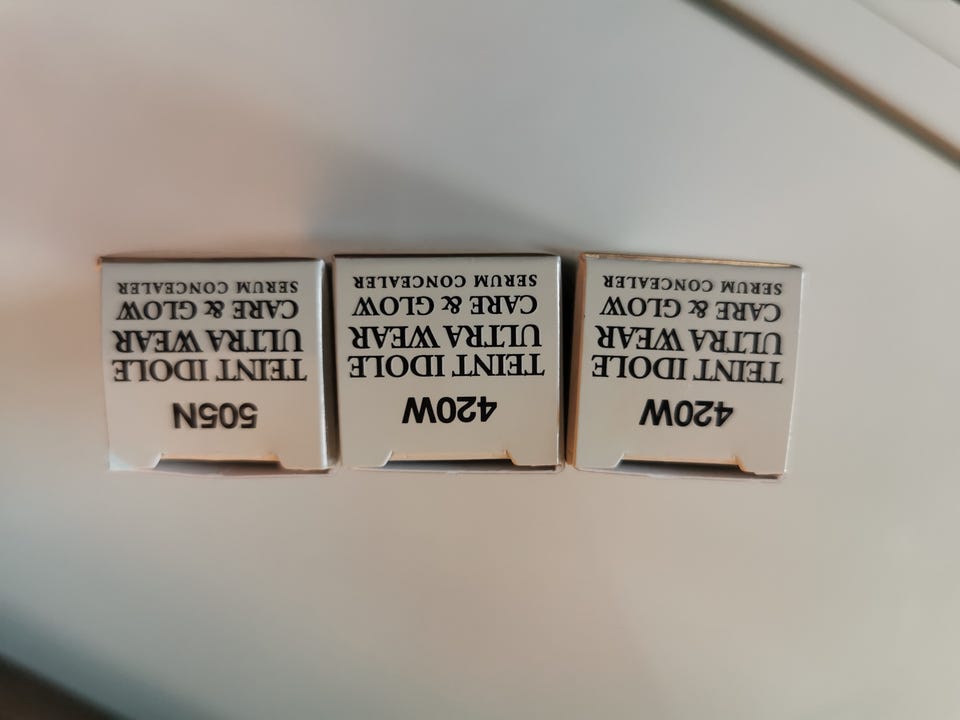 420W
TEINT IDOLE
ULTRA WEAR
CARE & GLOW
SERUM CONCEALER
420W
TEINT IDOLE
ULTRA WEAR
CARE & GLOW
SERUM CONCEALER
505N
TEINT IDOLE
ULTRA WEAR
CARE & GLOW
SERUM CONCEALER